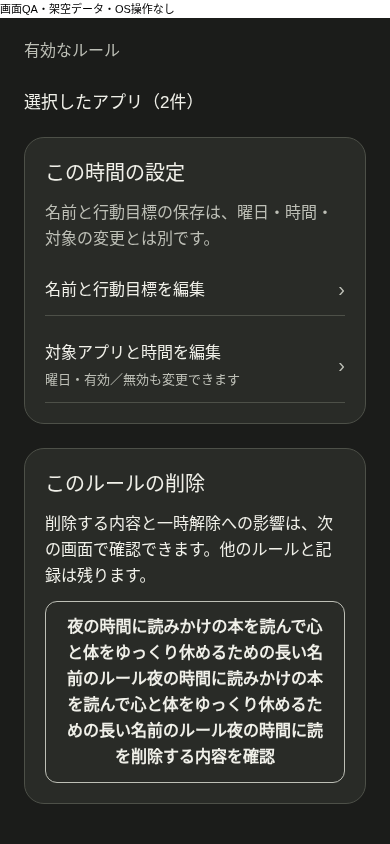 画面QA・架空データ・OS操作なし
有効なルール
選択したアプリ（2件）
この時間の設定
名前と行動目標の保存は、曜日・時間・
対象の変更とは別です。
名前と行動目標を編集
›
対象アプリと時間を編集
›
曜日・有効／無効も変更できます
このルールの削除
削除する内容と一時解除への影響は、次
の画面で確認できます。他のルールと記
録は残ります。
夜の時間に読みかけの本を読んで心
と体をゆっくり休めるための長い名
前のルール夜の時間に読みかけの本
を読んで心と体をゆっくり休めるた
めの長い名前のルール夜の時間に読
を削除する内容を確認